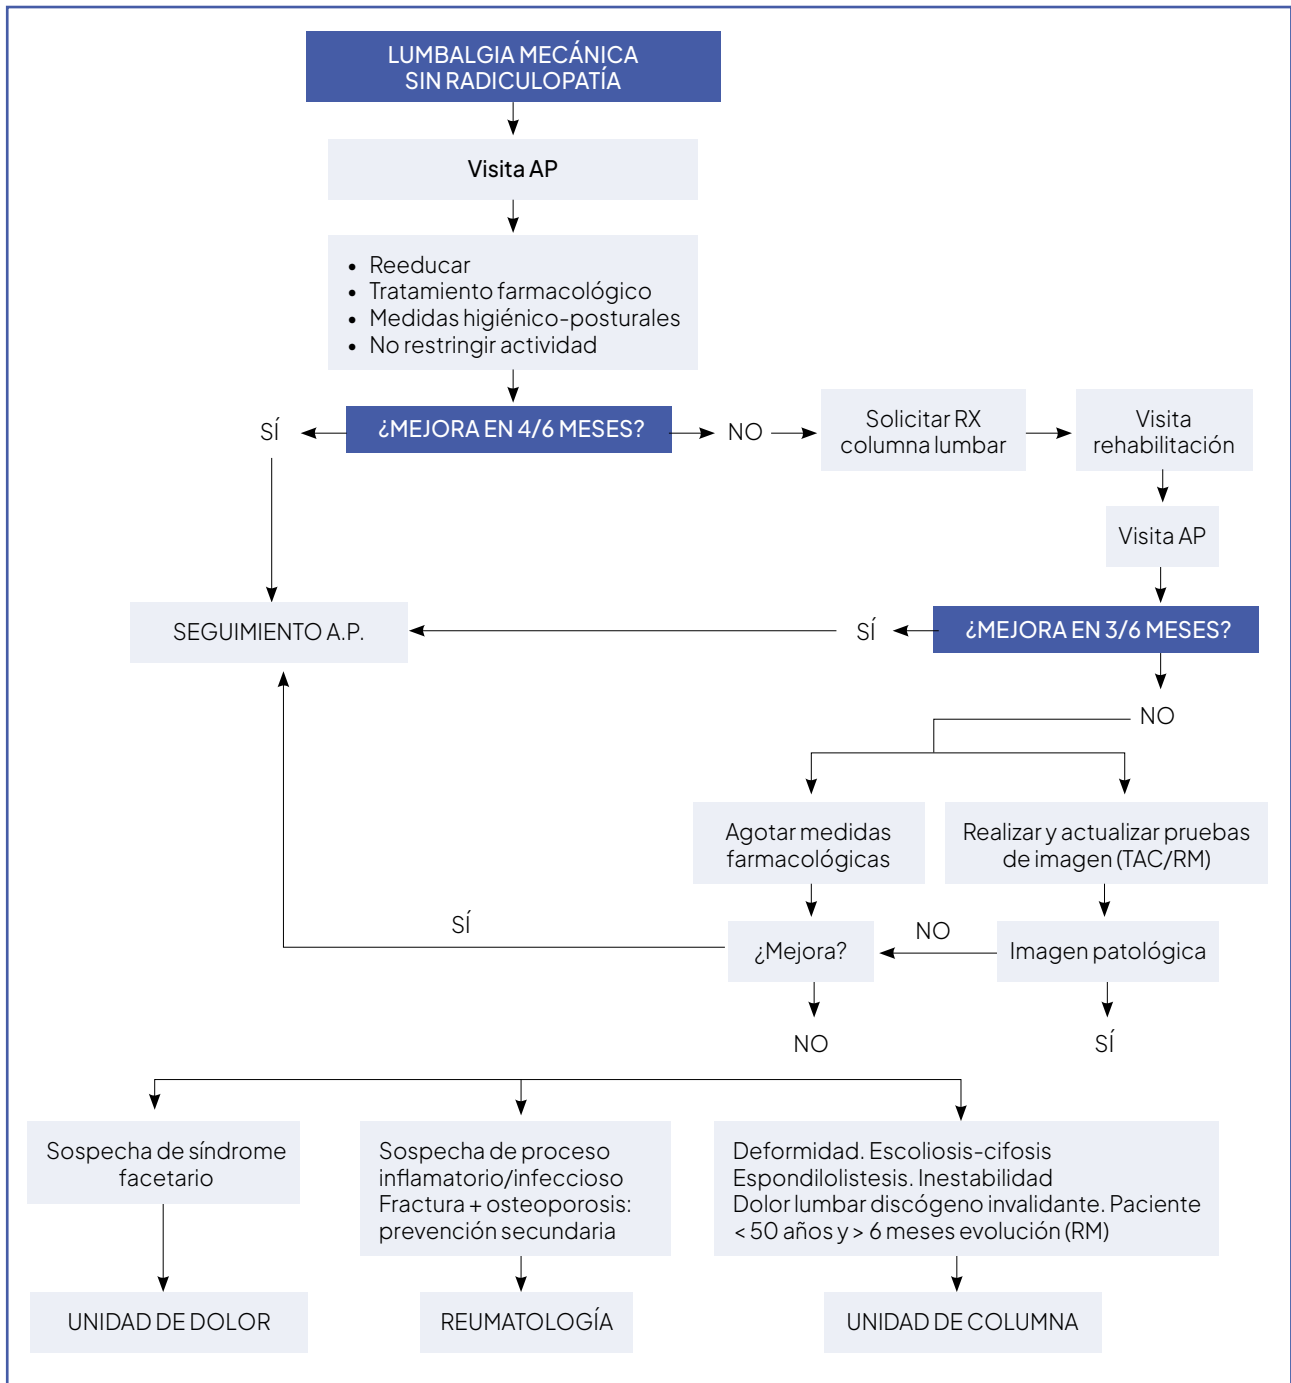 LUMBALGIA MECÁNICA
SIN RADICULOPATÍA
Visita AP
• Reeducar
• Tratamiento farmacológico
• Medidas higiénico-posturales
• No restringir actividad
SÍ
¿MEJORA EN 4/6 MESES?
NO
Solicitar RX
columna lumbar
Visita
rehabilitación
Visita AP
SEGUIMIENTO A.P.
SÍ
¿MEJORA EN 3/6 MESES?
NO
Agotar medidas
farmacológicas
Realizar y actualizar pruebas
de imagen (TAC/RM)
SÍ
¿Mejora?
NO
Imagen patológica
NO
SÍ
Sospecha de síndrome
facetario
Sospecha de proceso
inflamatorio/infeccioso
Fractura + osteoporosis:
prevención secundaria
Deformidad. Escoliosis-cifosis
Espondilolistesis. Inestabilidad
Dolor lumbar discógeno invalidante. Paciente
< 50 años y > 6 meses evolución (RM)
UNIDAD DE DOLOR
REUMATOLOGÍA
UNIDAD DE COLUMNA